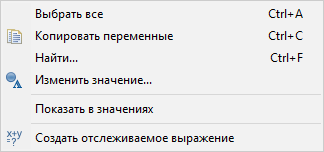 Выбрать все Ctrl+A
Копировать переменные Ctrl+C
Найти... Ctrl+F
Изменить значение...
Показать в значениях
x+y =?" Создать отслеживаемое выражение